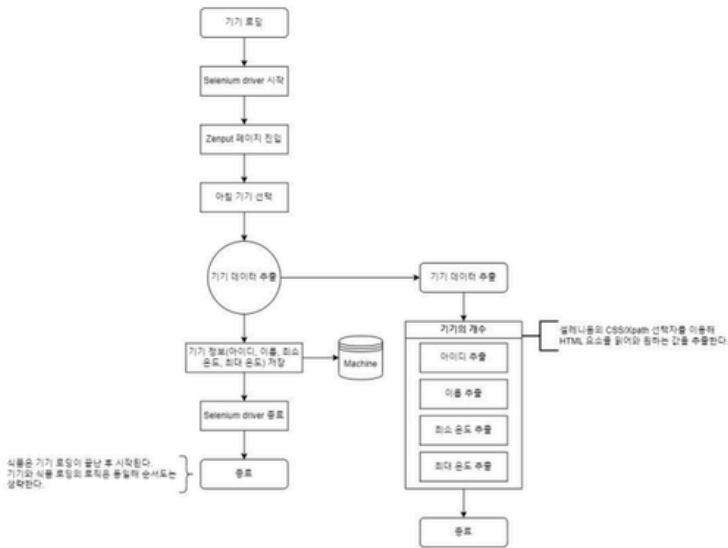 기기 로딩
Selenium driver 시작
Zenput 페이지 진입
아침 기기 선택
기기 데이터 추출
기기 데이터 추출
기기의 개수
셀레니움의 CSS/Xpath 선택자를 이용해
HTML 요소를 읽어와 원하는 값을 추출한다.
아이디 추출
이름 추출
최소 온도 추출
최대 온도 추출
종료
기기 정보(아이디, 이름, 최소
온도, 최대 온도) 저장
Machine
Selenium driver 종료
종료
식품은 기기 로딩이 끝난 후 시작된다.
기기와 식품 로딩의 로직은 동일해 순서도는
생략한다.